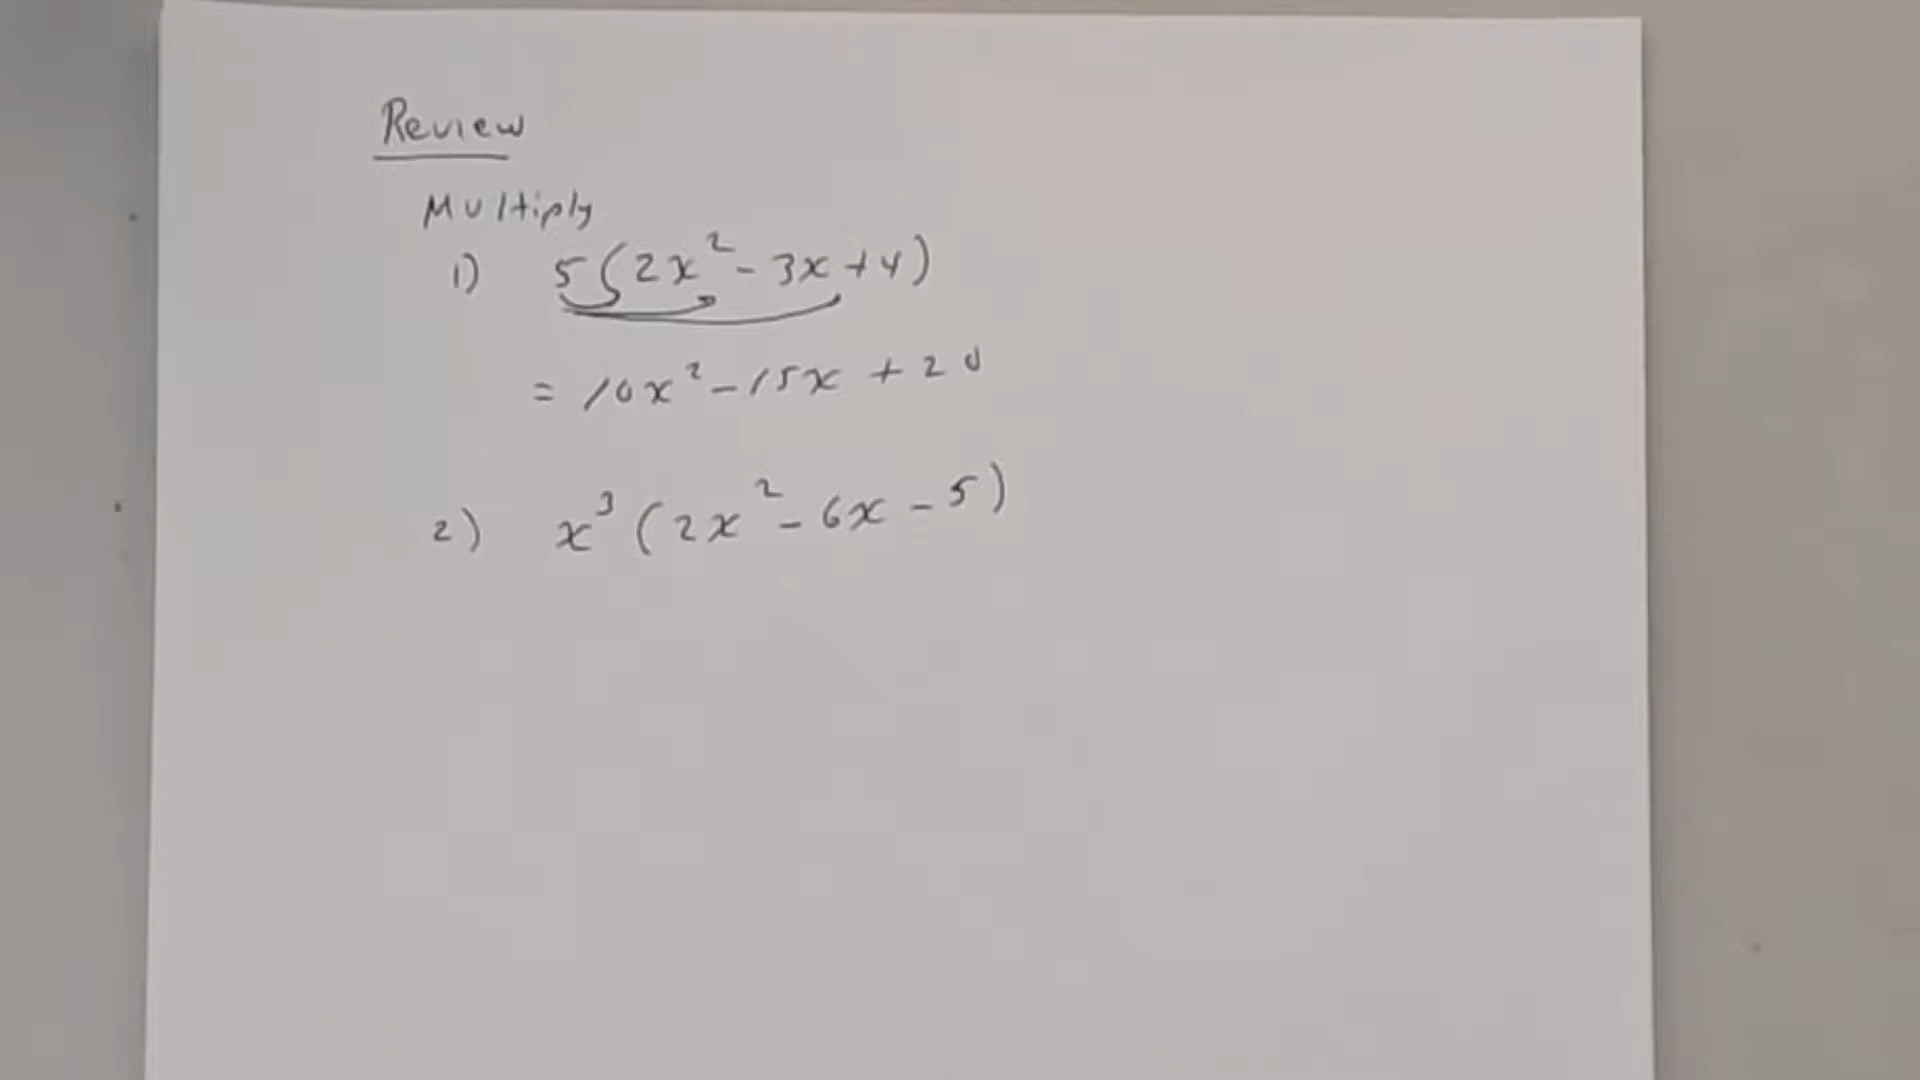 Review
Multiply
1) 5(2x² - 3x + 4)
= 10x² - 15x + 20
2) x³(2x² - 6x - 5)